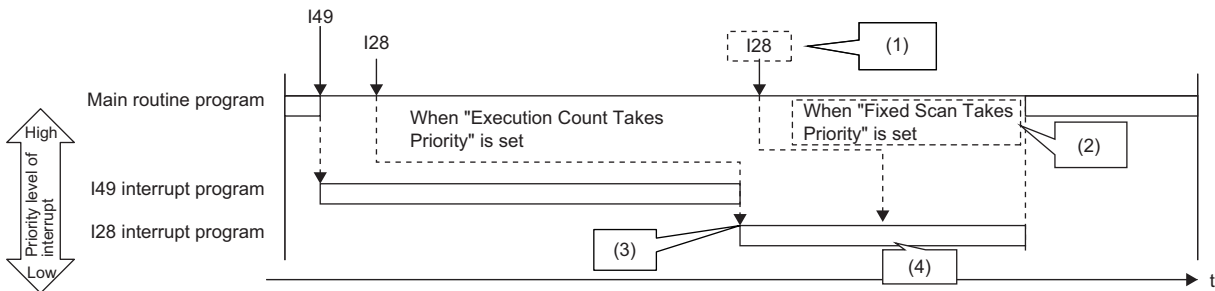 I49
I28
I28
(1)
Main routine program
When "Execution Count Takes
Priority" is set
When "Fixed Scan Takes
Priority" is set
(2)
High
Priority level of
interrupt
Low
I49 interrupt program
I28 interrupt program
(3)
(4)
t